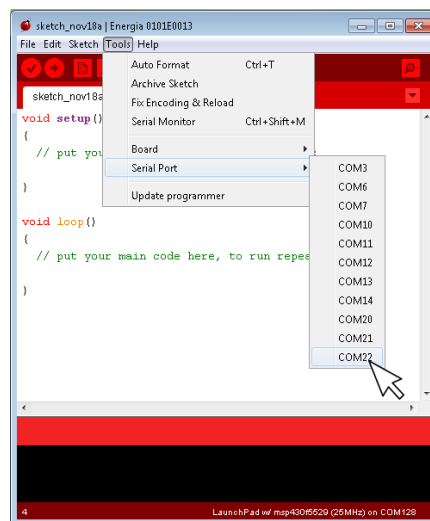 sketch_nov18a | Energia 0101E0013
File Edit Sketch Tools Help
Auto Format Ctrl+T
Archive Sketch
Fix Encoding & Reload
Serial Monitor Ctrl+Shift+M
Board
Serial Port
Update programmer
COM3
COM6
COM7
COM10
COM11
COM12
COM13
COM14
COM20
COM21
COM22
sketch_nov18a
void setup()
{
// put you
}
void loop()
{
// put your main code here, to run repea
}
4 LaunchPad w/ msp430f5529 (25MHz) on COM128